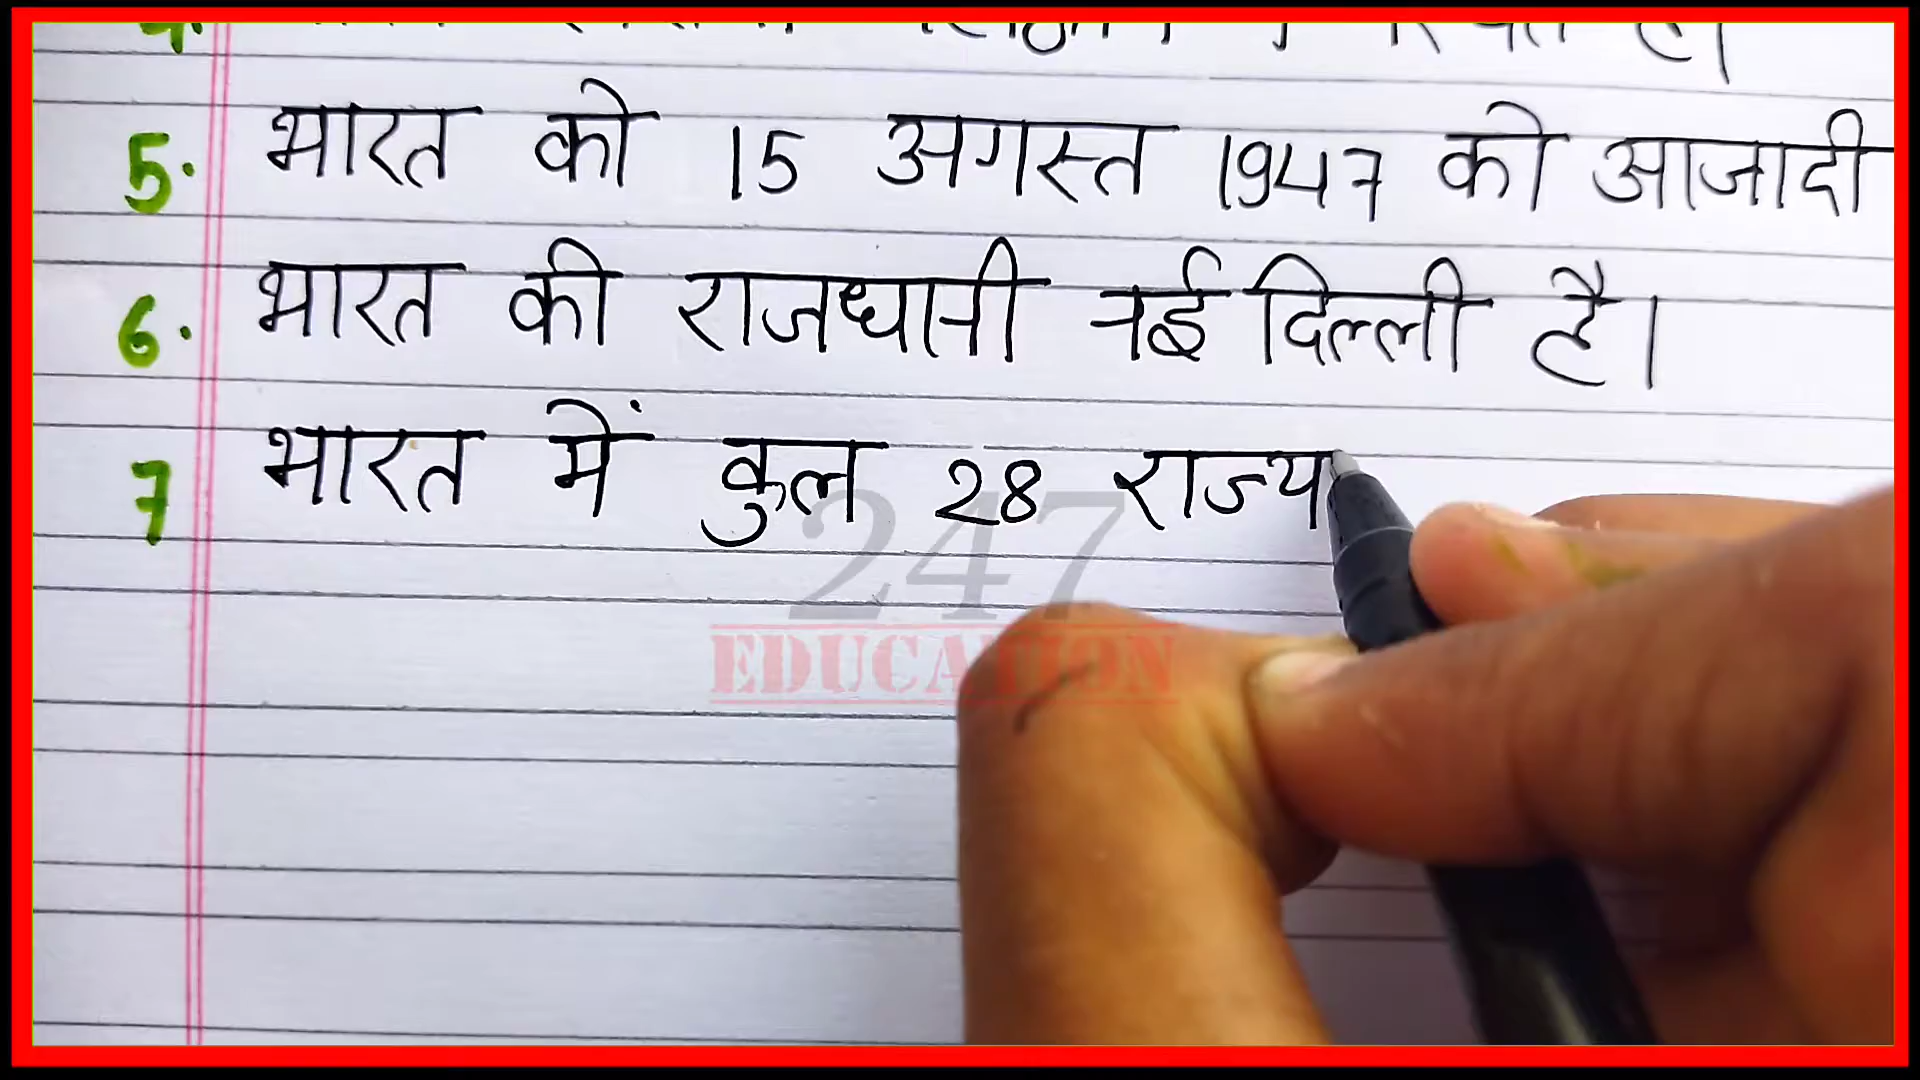 5. भारत को 15 अगस्त 1947 को आजादी
6. भारत की राजधानी नई दिल्ली है।
7 भारत में कुल 28 राज्य
247
EDUCATION